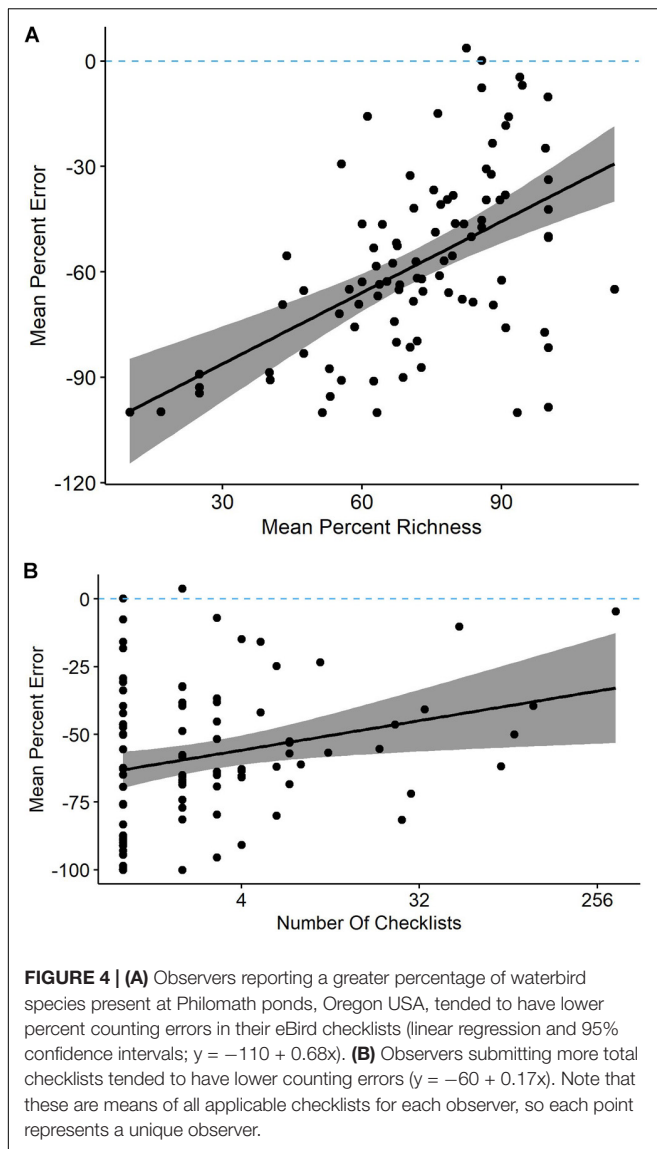 A
0
-30
-60
-90
-120
Mean Percent Error
30 60 90
Mean Percent Richness
B
0
-25
-50
-75
-100
Mean Percent Error
4 32 256
Number Of Checklists
FIGURE 4 | (A) Observers reporting a greater percentage of waterbird
species present at Philomath ponds, Oregon USA, tended to have lower
percent counting errors in their eBird checklists (linear regression and 95%
confidence intervals; y = −110 + 0.68x). (B) Observers submitting more total
checklists tended to have lower counting errors (y = −60 + 0.17x). Note that
these are means of all applicable checklists for each observer, so each point
represents a unique observer.